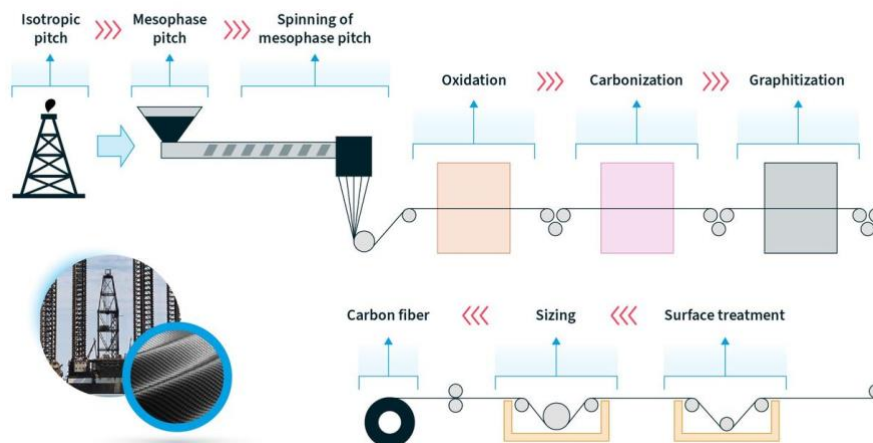 Isotropic
pitch
Mesophase
pitch
Spinning of
mesophase pitch
Oxidation
Carbonization
Graphitization
Carbon fiber
Sizing
Surface treatment